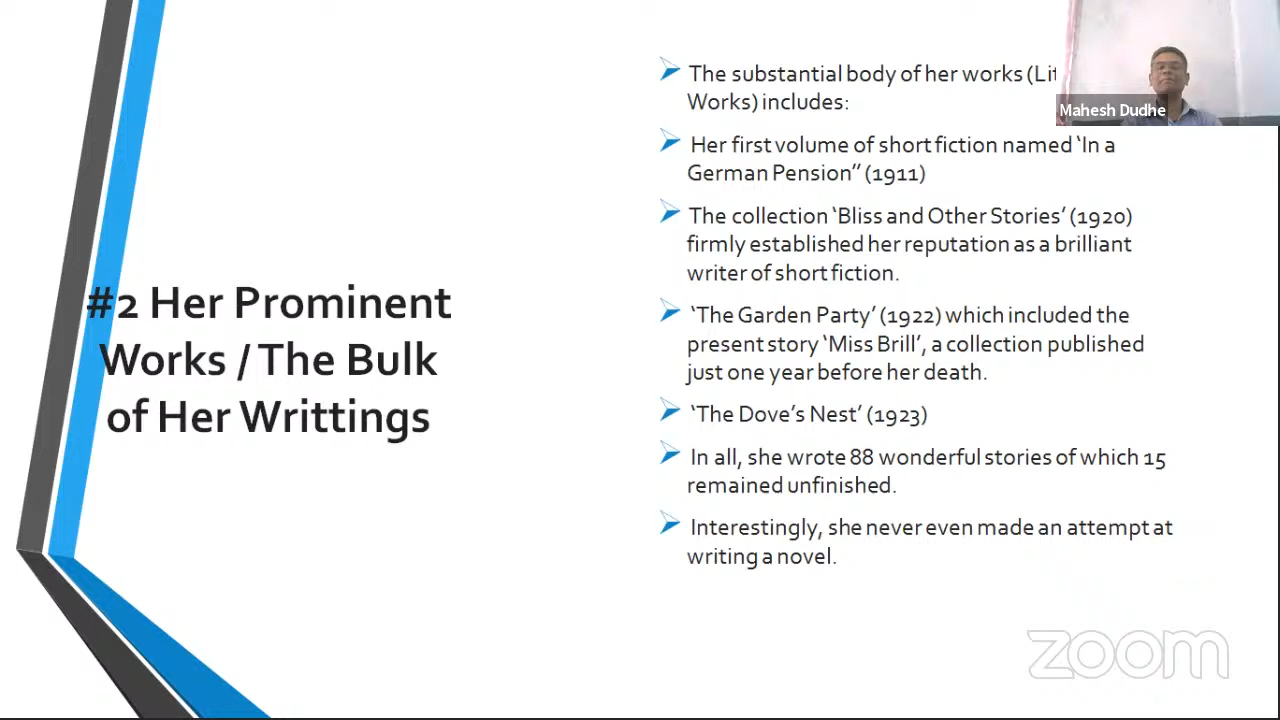 #2 Her Prominent
Works / The Bulk
of Her Writtings
The substantial body of her works (Lit
Works) includes:
Her first volume of short fiction named ‘In a
German Pension’’ (1911)
The collection ‘Bliss and Other Stories’ (1920)
firmly established her reputation as a brilliant
writer of short fiction.
‘The Garden Party’ (1922) which included the
present story ‘Miss Brill’, a collection published
just one year before her death.
‘The Dove’s Nest’ (1923)
In all, she wrote 88 wonderful stories of which 15
remained unfinished.
Interestingly, she never even made an attempt at
writing a novel.
Mahesh Dudhe
zoom